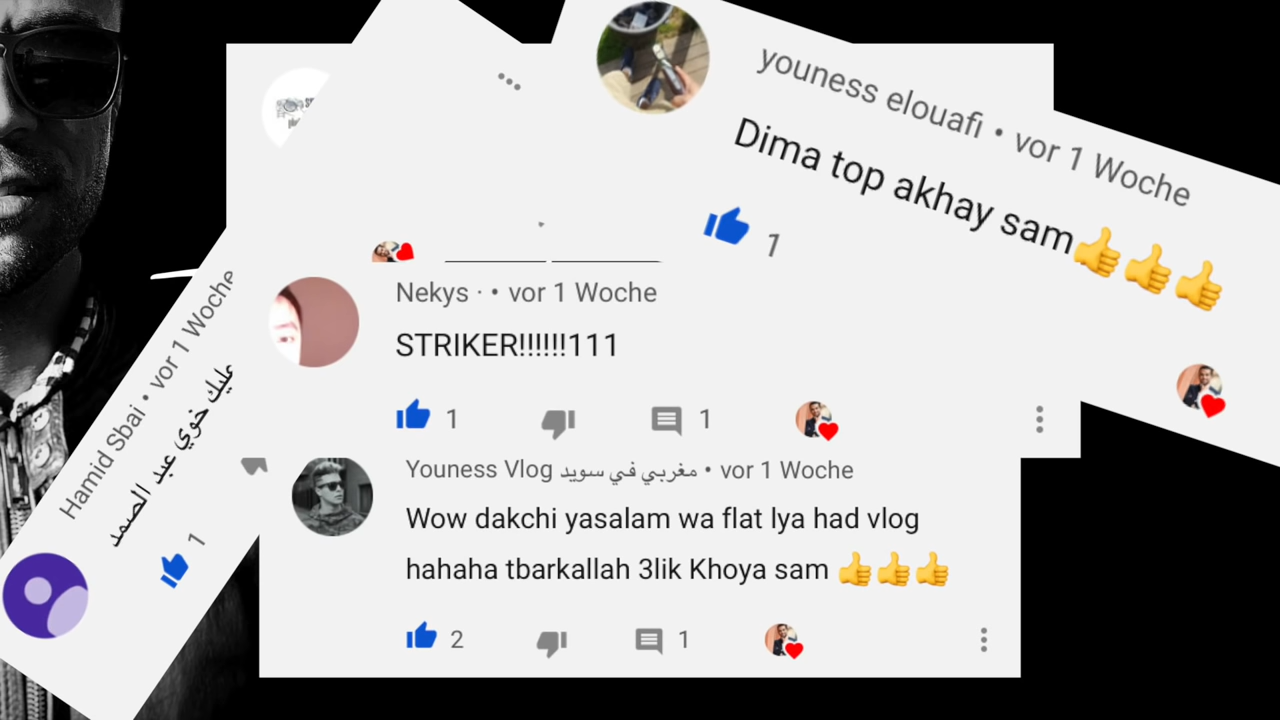 youness elouafi • vor 1 Woche
Dima top akhay sam👍👍👍
1
Nekys · • vor 1 Woche
STRIKER!!!!!!111
1 1
Youness Vlog مغربي في سويد • vor 1 Woche
Wow dakchi yasalam wa flat lya had vlog
hahaha tbarkallah 3lik Khoya sam 👍👍👍
2 1
Hamid Sbai • vor 1 Woche
عليك خوي عبد الصمد
1